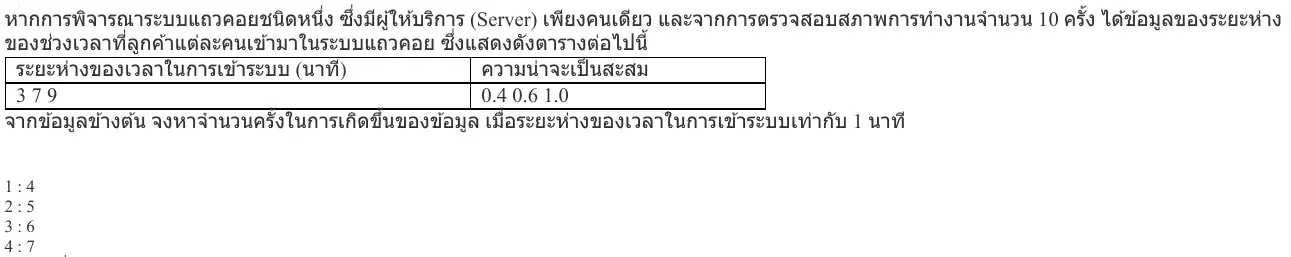 หากการพิจารณาระบบแถวคอยชนิดหนึ่ง ซึ่งมีผู้ให้บริการ (Server) เพียงคนเดียว และจากการตรวจสอบสภาพการทำงานจำนวน 10 ครั้ง ได้ข้อมูลของระยะห่าง
ของช่วงเวลาที่ลูกค้าแต่ละคนเข้ามาในระบบแถวคอย ซึ่งแสดงดังตารางต่อไปนี้
ระยะห่างของเวลาในการเข้าระบบ (นาที) ความน่าจะเป็นสะสม
3 7 9 0.4 0.6 1.0
จากข้อมูลข้างต้น จงหาจำนวนครั้งในการเกิดขึ้นของข้อมูล เมื่อระยะห่างของเวลาในการเข้าระบบเท่ากับ 1 นาที
1 : 4
2 : 5
3 : 6
4 : 7